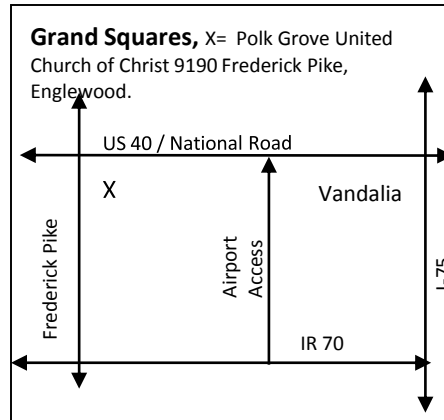 Grand Squares, X= Polk Grove United
Church of Christ 9190 Frederick Pike,
Englewood.
US 40 / National Road
X
Vandalia
Frederick Pike
Airport
Access
I-75
IR 70